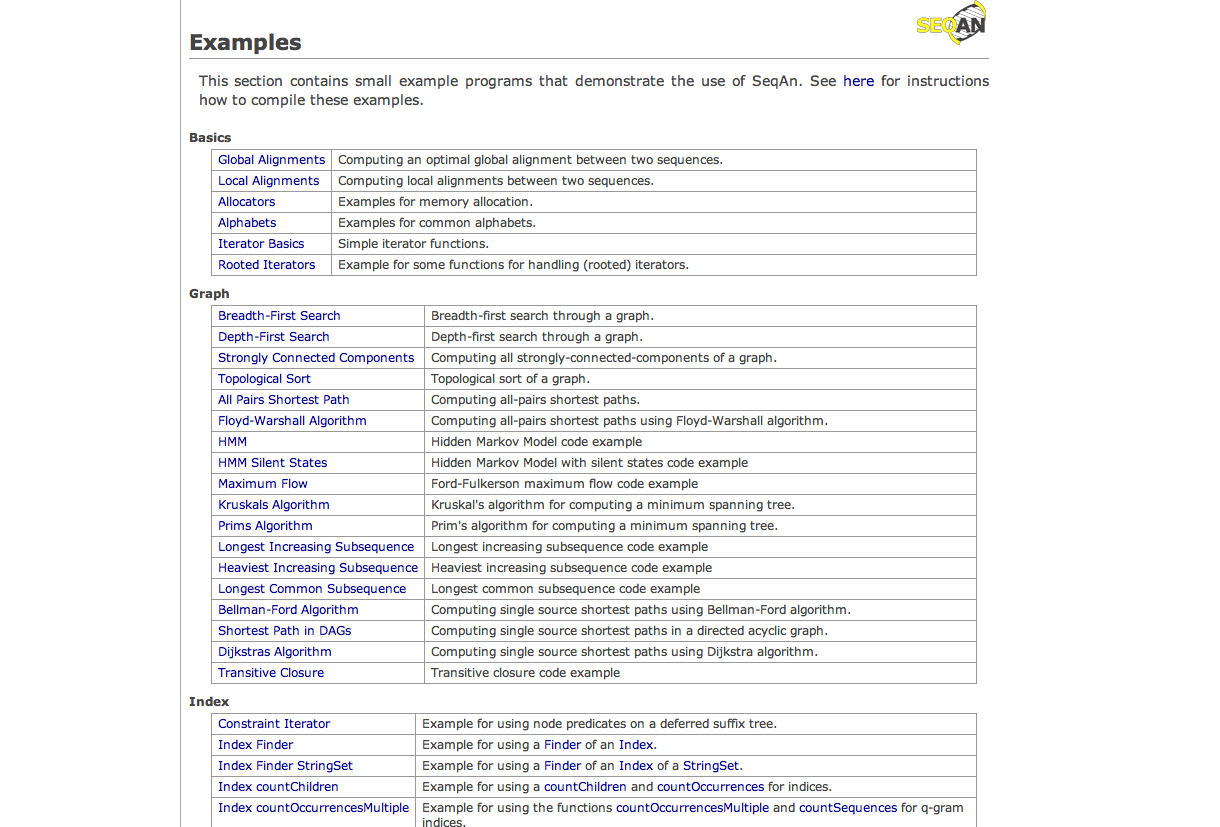 SEQAN
Examples
This section contains small example programs that demonstrate the use of SeqAn. See here for instructions
how to compile these examples.
Basics
Global Alignments Computing an optimal global alignment between two sequences.
Local Alignments Computing local alignments between two sequences.
Allocators Examples for memory allocation.
Alphabets Examples for common alphabets.
Iterator Basics Simple iterator functions.
Rooted Iterators Example for some functions for handling (rooted) iterators.
Graph
Breadth-First Search Breadth-first search through a graph.
Depth-First Search Depth-first search through a graph.
Strongly Connected Components Computing all strongly-connected-components of a graph.
Topological Sort Topological sort of a graph.
All Pairs Shortest Path Computing all-pairs shortest paths.
Floyd-Warshall Algorithm Computing all-pairs shortest paths using Floyd-Warshall algorithm.
HMM Hidden Markov Model code example
HMM Silent States Hidden Markov Model with silent states code example
Maximum Flow Ford-Fulkerson maximum flow code example
Kruskals Algorithm Kruskal's algorithm for computing a minimum spanning tree.
Prims Algorithm Prim's algorithm for computing a minimum spanning tree.
Longest Increasing Subsequence Longest increasing subsequence code example
Heaviest Increasing Subsequence Heaviest increasing subsequence code example
Longest Common Subsequence Longest common subsequence code example
Bellman-Ford Algorithm Computing single source shortest paths using Bellman-Ford algorithm.
Shortest Path in DAGs Computing single source shortest paths in a directed acyclic graph.
Dijkstras Algorithm Computing single source shortest paths using Dijkstra algorithm.
Transitive Closure Transitive closure code example
Index
Constraint Iterator Example for using node predicates on a deferred suffix tree.
Index Finder Example for using a Finder of an Index.
Index Finder StringSet Example for using a Finder of an Index of a StringSet.
Index countChildren Example for using a countChildren and countOccurrences for indices.
Index countOccurrencesMultiple Example for using the functions countOccurrencesMultiple and countSequences for q-gram
indices.